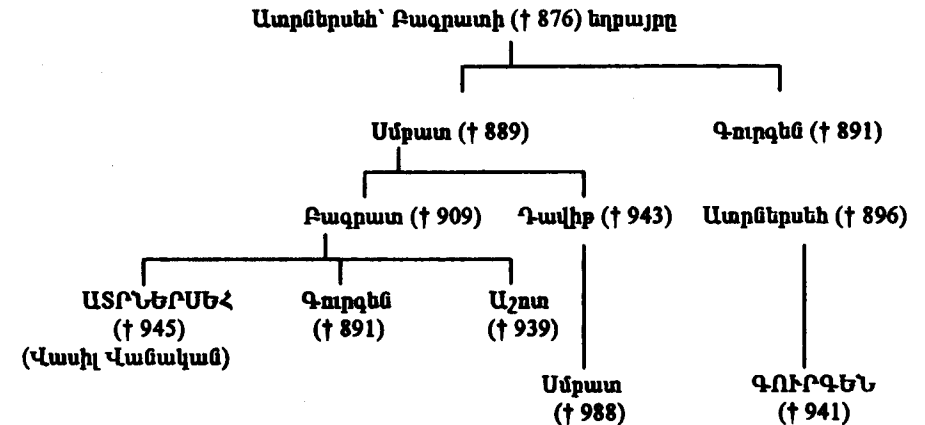 Ատրներսեհ՝ Բագրատի († 876) եղբայրը
Սմբատ († 889) Գուրգեն († 891)
Բագրատ († 909) Դավիթ († 943) Ատրներսեհ († 896)
ԱՏՐՆԵՐՍԵՀ Գուրգեն Աշոտ
(† 945) († 891) († 939)
(Վասիլ Վանական)
Սմբատ ԳՈՒՐԳԵՆ
(† 988) († 941)